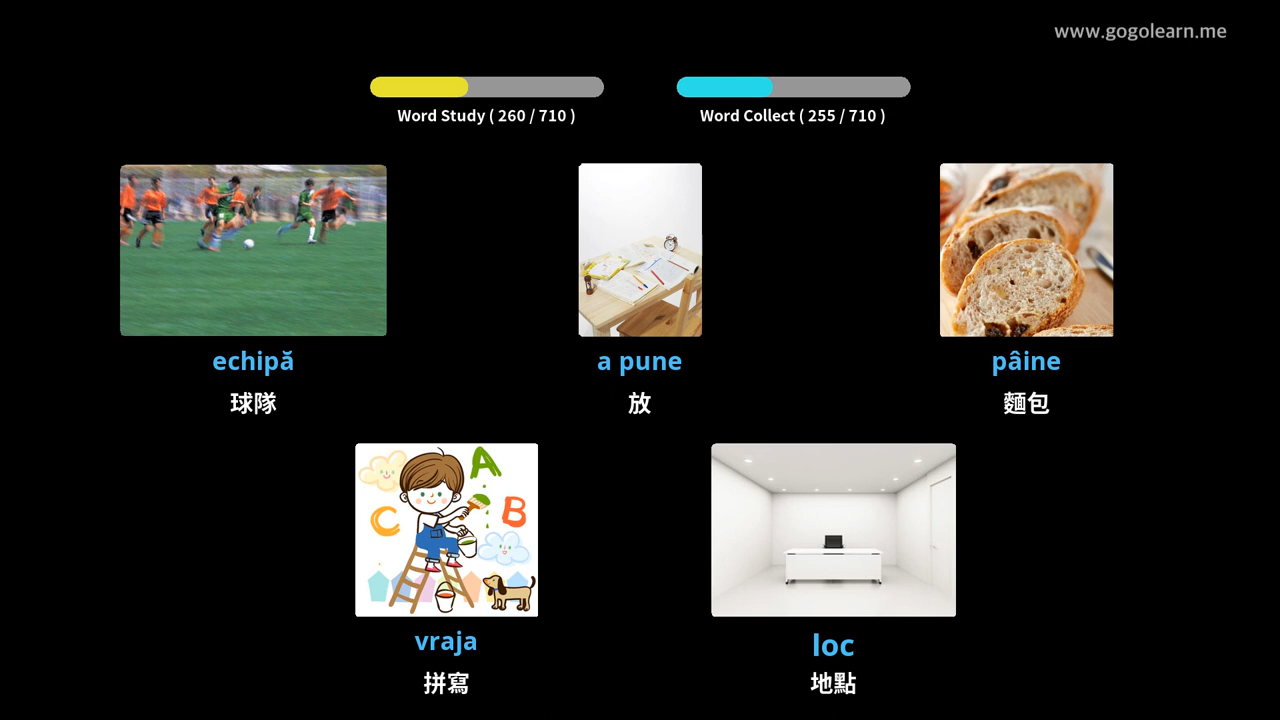 www.gogolearn.me
Word Study ( 260 / 710 )
Word Collect ( 255 / 710 )
echipă
球隊
a pune
放
pâine
麵包
A
B
C
vraja
拼寫
loc
地點